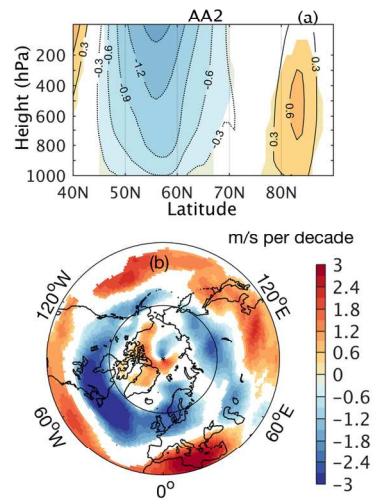 AA2
(a)
Height (hPa)
200
400
600
800
1000
0.3
-0.3
-0.6
-0.9
-1.2
-0.6
-0.3
0.3
0.6
0.3
40N 50N 60N 70N 80N
Latitude
m/s per decade
(b)
120°W
120°E
60°W
60°E
0°
3
2.4
1.8
1.2
0.6
0
-0.6
-1.2
-1.8
-2.4
-3